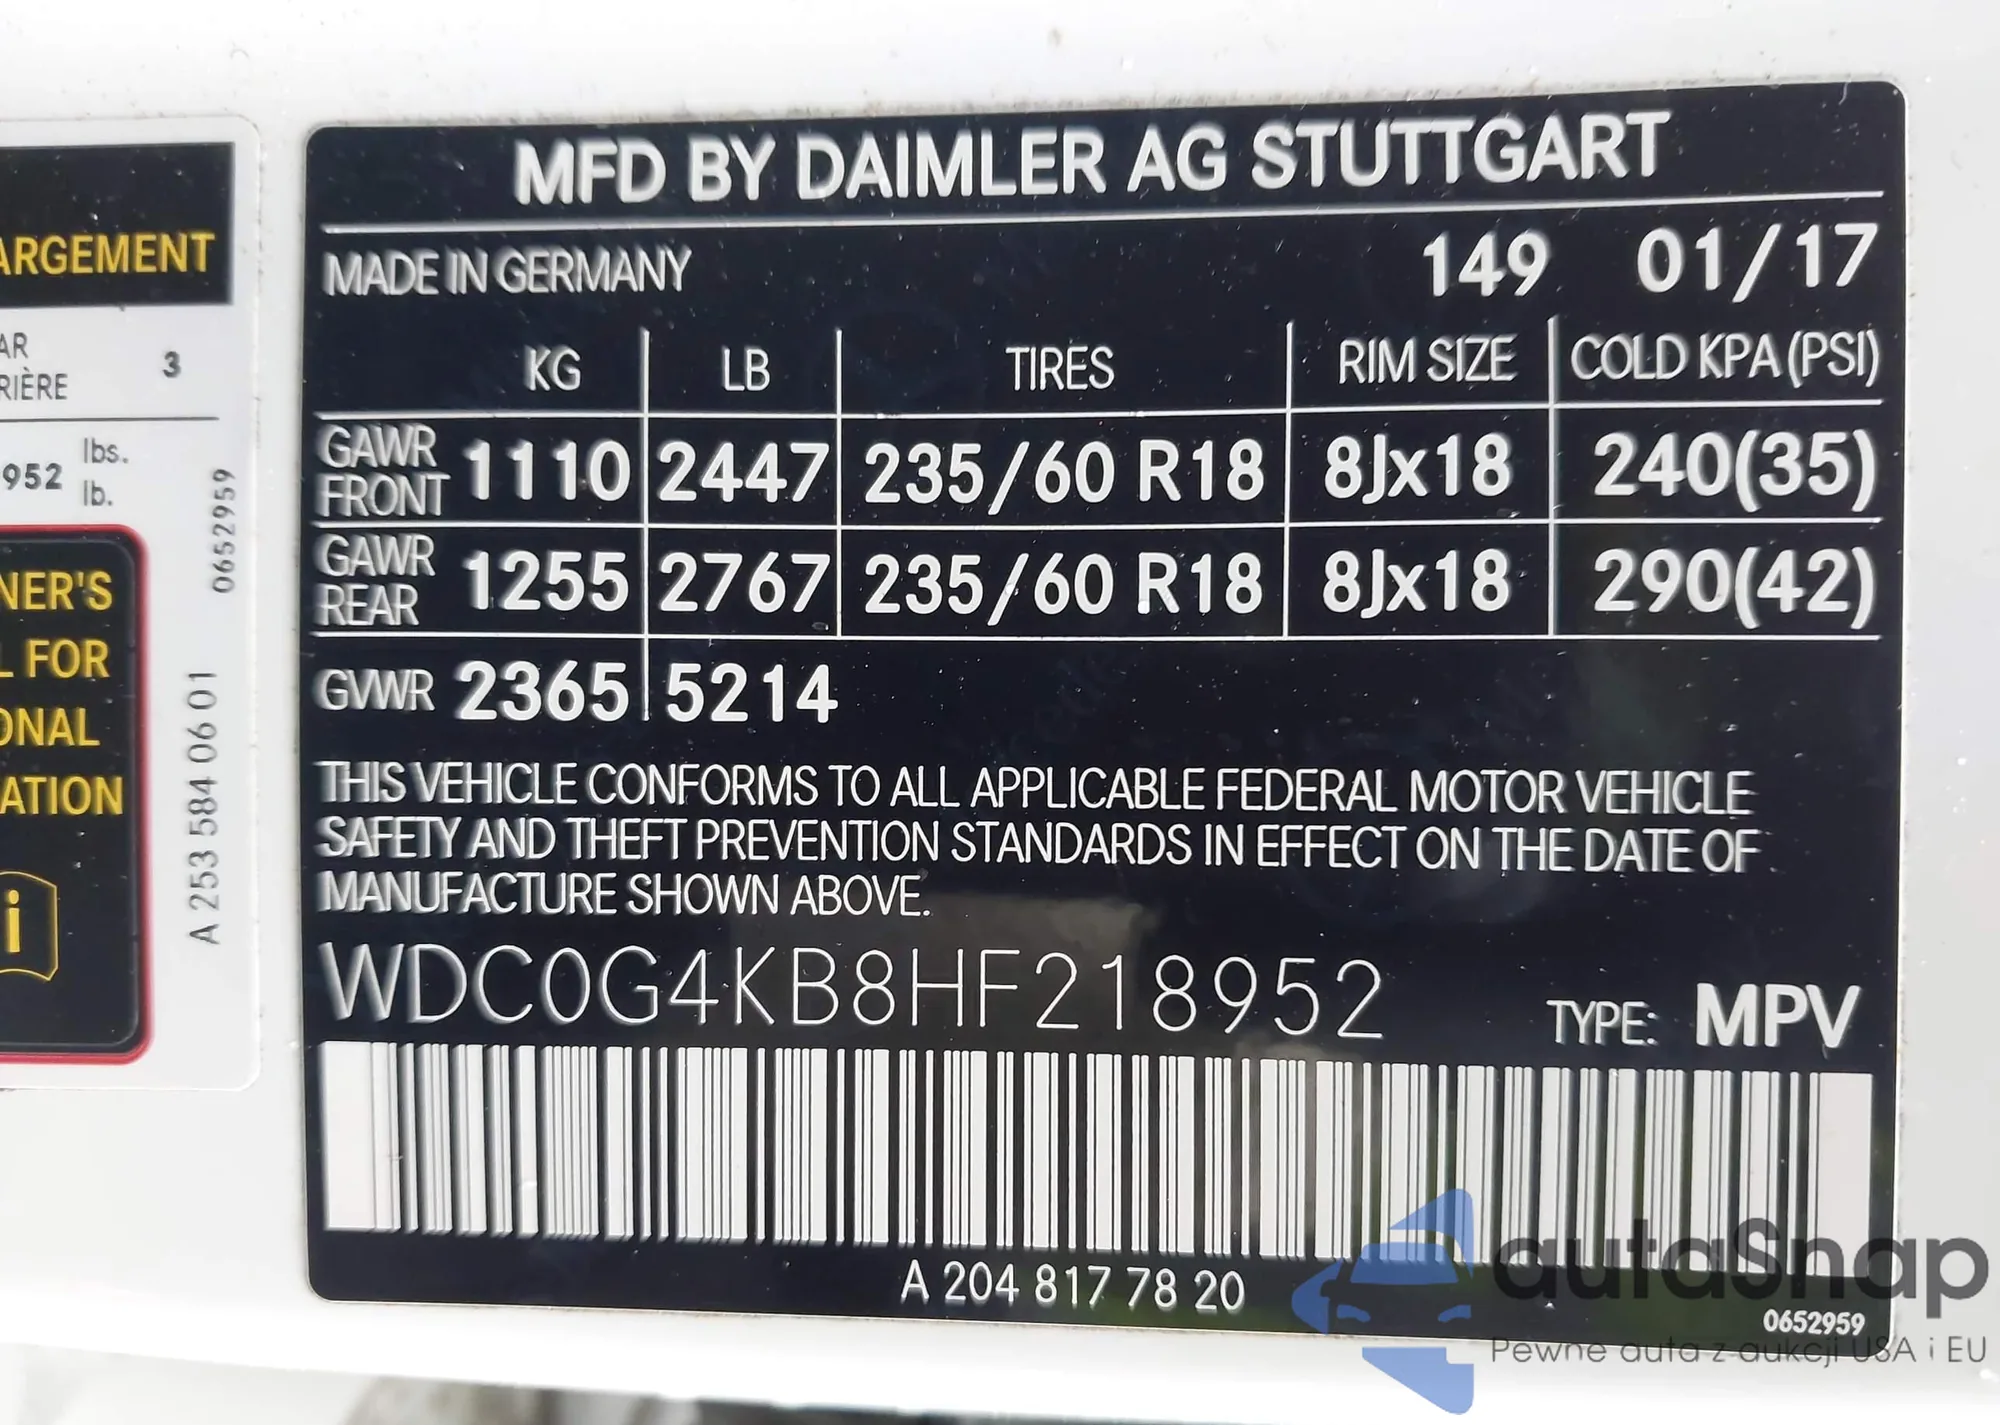 ARGEMENT
AR
RIÈRE
3
952 lbs.
lb.
NER'S
L FOR
ONAL
ATION
i
A 253 584 06 01
0652959
MFD BY DAIMLER AG STUTTGART
MADE IN GERMANY 149 01/17
KG LB TIRES RIM SIZE COLD KPA (PSI)
GAWR FRONT 1110 2447 235/60 R18 8Jx18 240(35)
GAWR REAR 1255 2767 235/60 R18 8Jx18 290(42)
GVWR 2365 5214
THIS VEHICLE CONFORMS TO ALL APPLICABLE FEDERAL MOTOR VEHICLE
SAFETY AND THEFT PREVENTION STANDARDS IN EFFECT ON THE DATE OF
MANUFACTURE SHOWN ABOVE.
WDC0G4KB8HF218952 TYPE: MPV
A 204 817 78 20
0652959
autaSnap
Pewne auta z aukcji USA i EU